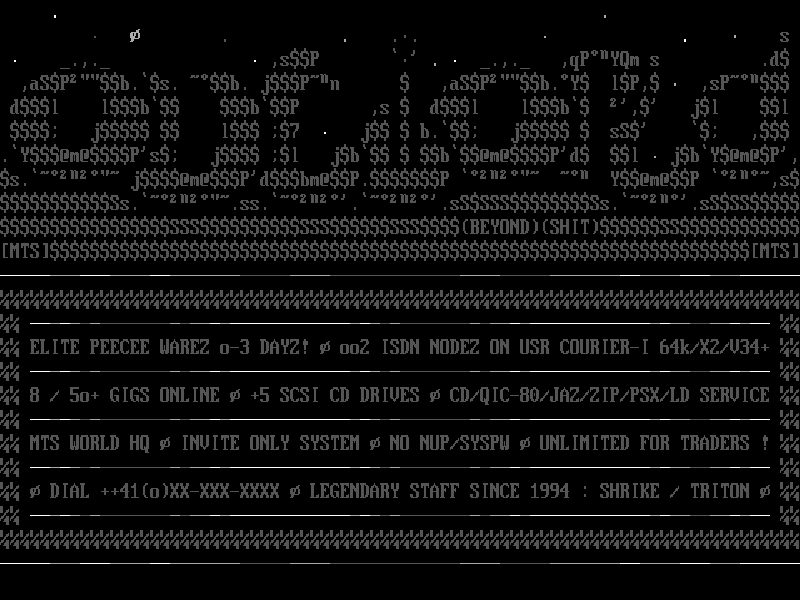 (BEYOND)(SHIT)
[MTS] [MTS]
ELITE PEECEE WAREZ o-3 DAYZ! ø oo2 ISDN NODEZ ON USR COURIER-I 64k/X2/V34+
8 / 5o+ GIGS ONLINE ø +5 SCSI CD DRIVES ø CD/QIC-80/JAZ/ZIP/PSX/LD SERVICE
MTS WORLD HQ ø INVITE ONLY SYSTEM ø NO NUP/SYSPW ø UNLIMITED FOR TRADERS !
ø DIAL ++41(o)XX-XXX-XXXX ø LEGENDARY STAFF SINCE 1994 : SHRIKE / TRITON ø